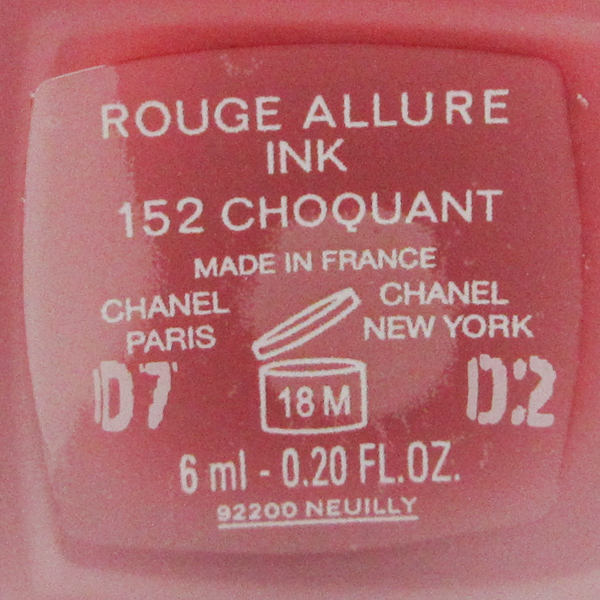 ROUGE ALLURE
INK
152 CHOQUANT
MADE IN FRANCE
CHANEL
PARIS
CHANEL
NEW YORK
D7
18 M
D2
6 ml - 0.20 FL.OZ.
92200 NEUILLY